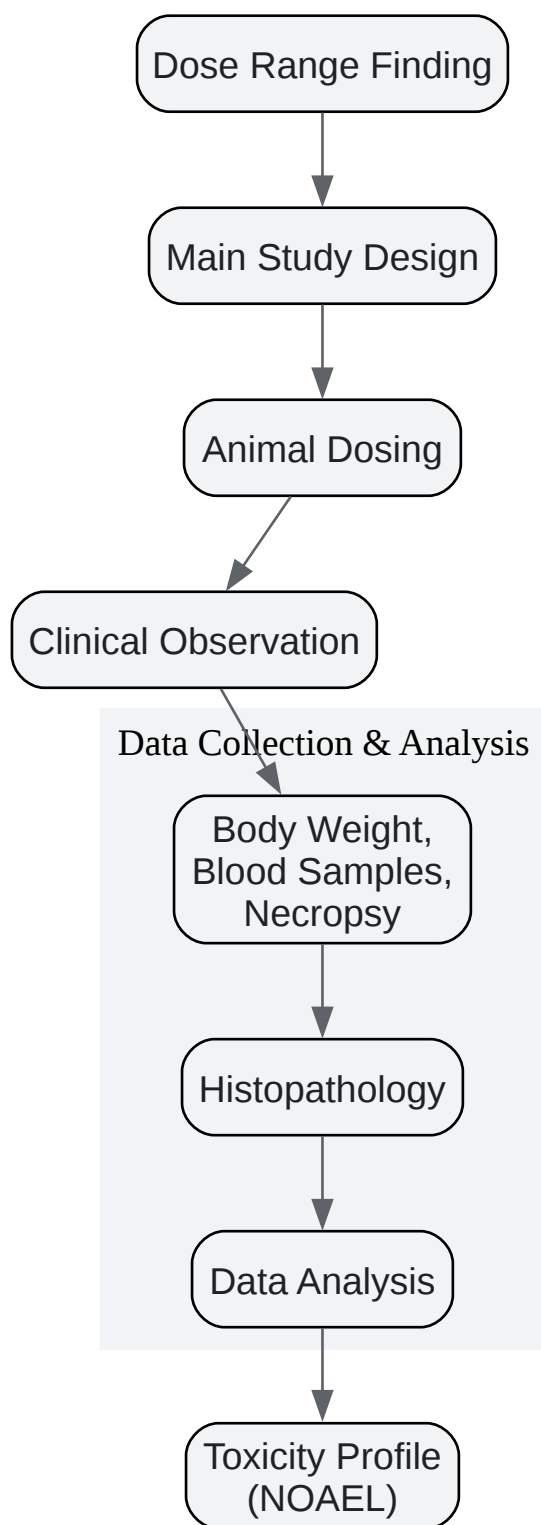 Dose Range Finding
Main Study Design
Animal Dosing
Clinical Observation
Data Collection & Analysis
Body Weight,
Blood Samples,
Necropsy
Histopathology
Data Analysis
Toxicity Profile
(NOAEL)